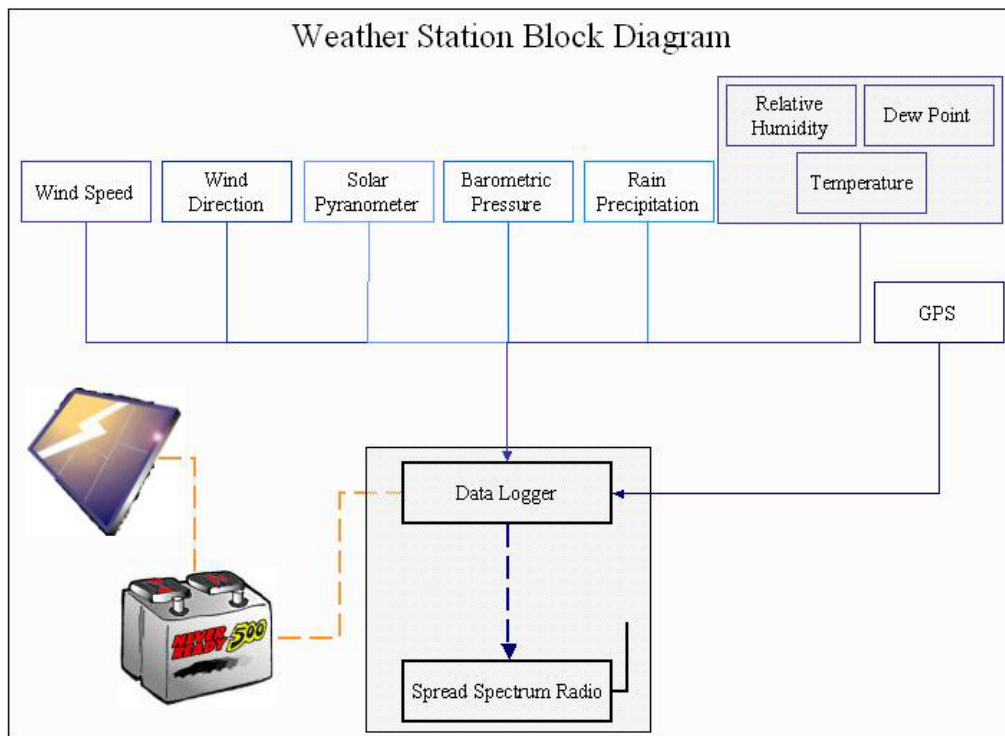 Weather Station Block Diagram
Relative
Humidity
Dew Point
Temperature
Wind Speed
Wind
Direction
Solar
Pyranometer
Barometric
Pressure
Rain
Precipitation
GPS
Data Logger
NEVER
READY 500
Spread Spectrum Radio